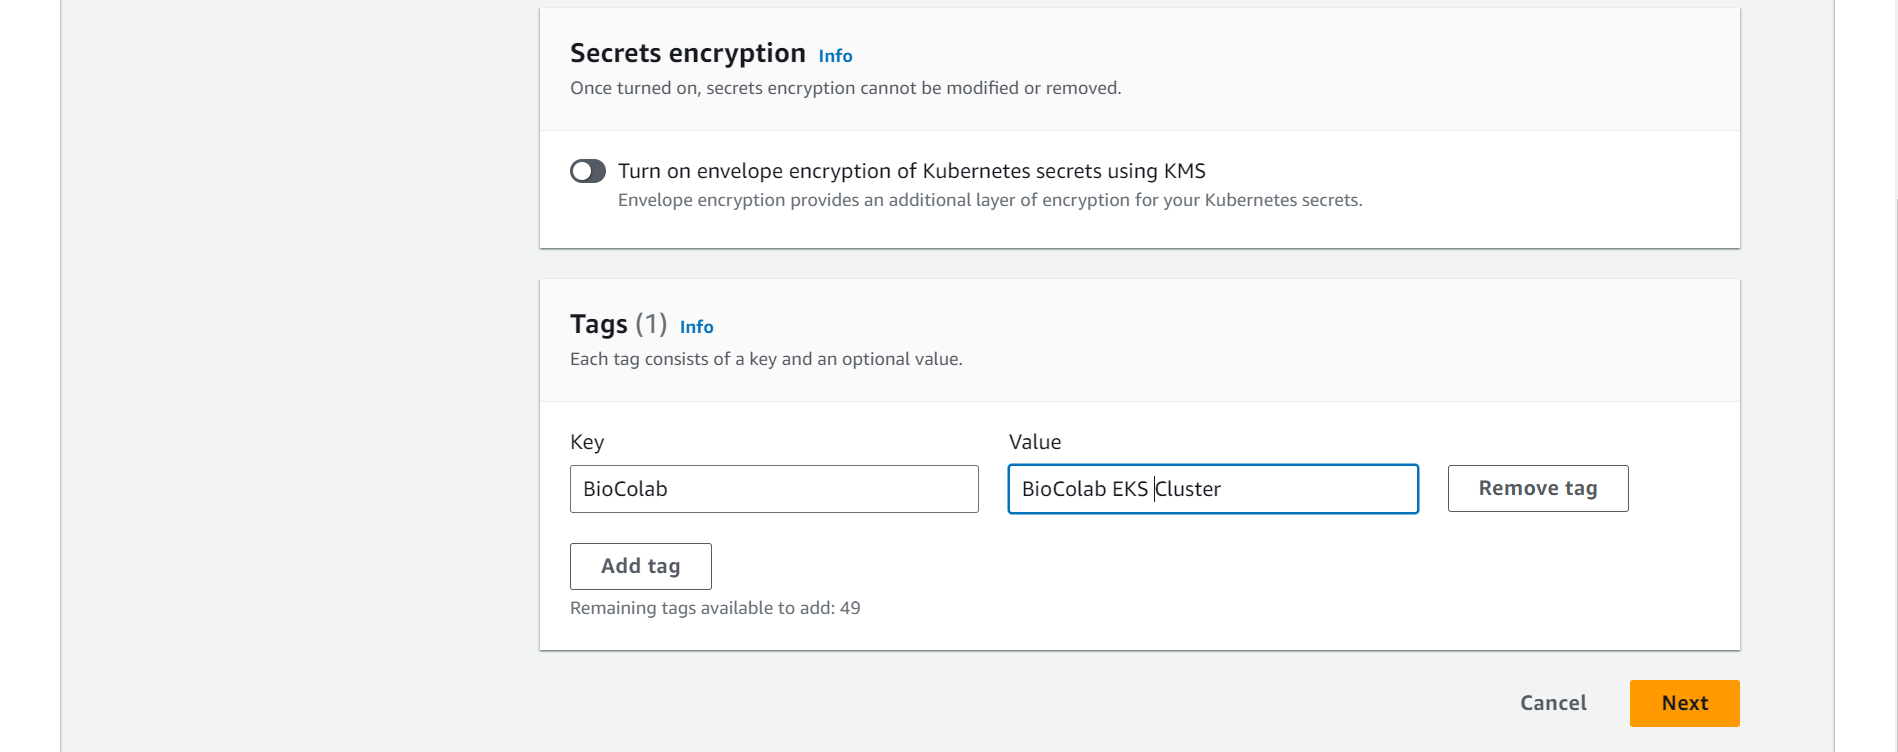 Secrets encryption Info
Once turned on, secrets encryption cannot be modified or removed.
Turn on envelope encryption of Kubernetes secrets using KMS
Envelope encryption provides an additional layer of encryption for your Kubernetes secrets.
Tags (1) Info
Each tag consists of a key and an optional value.
Key Value
BioColab BioColab EKS Cluster Remove tag
Add tag
Remaining tags available to add: 49
Cancel Next